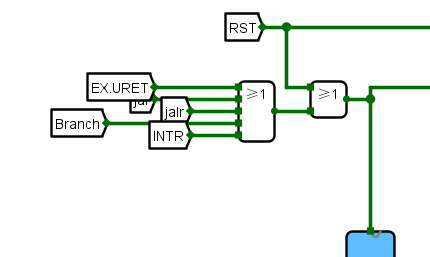 RST
EX.URET
≥1
≥1
jalr
Branch
INTR